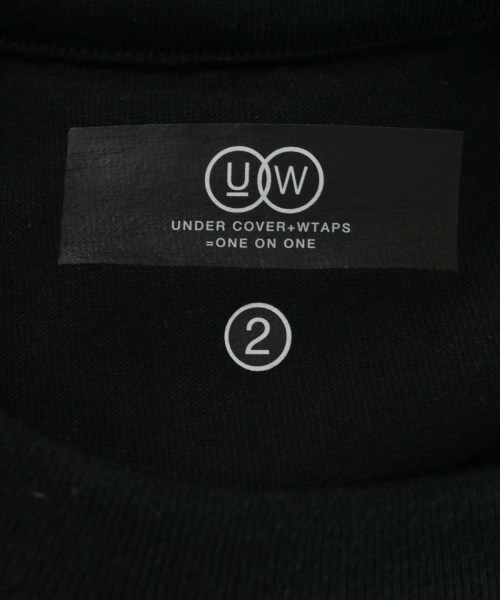 UW
UNDER COVER+WTAPS
=ONE ON ONE
2